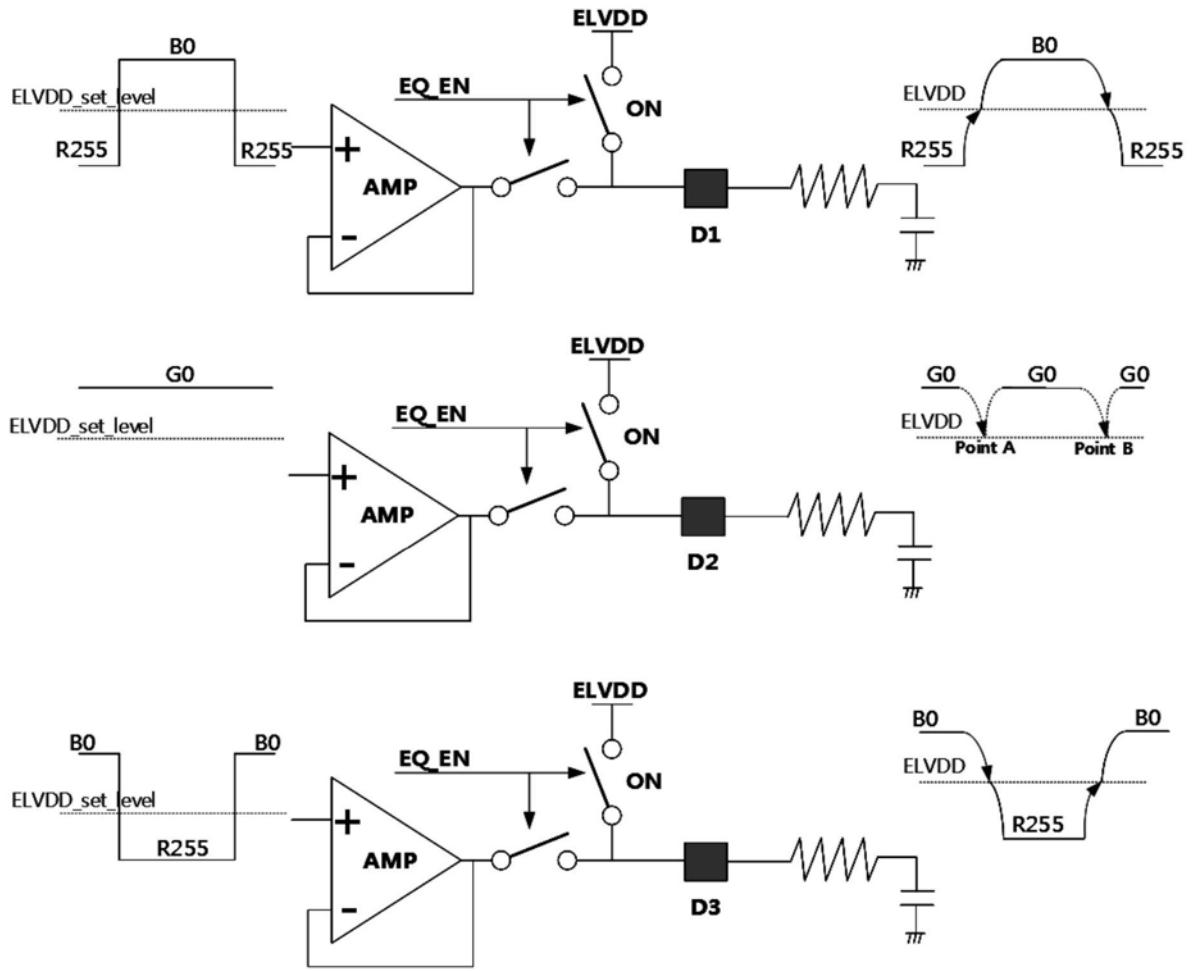 ELVDD
B0
ELVDD_set_level
R255
R255
EQ_EN
ON
+
AMP
-
D1
B0
ELVDD
R255
R255
ELVDD
G0
ELVDD_set_level
EQ_EN
ON
+
AMP
-
D2
G0
G0
G0
ELVDD
Point A
Point B
ELVDD
B0
B0
ELVDD_set_level
R255
EQ_EN
ON
+
AMP
-
D3
B0
B0
ELVDD
R255